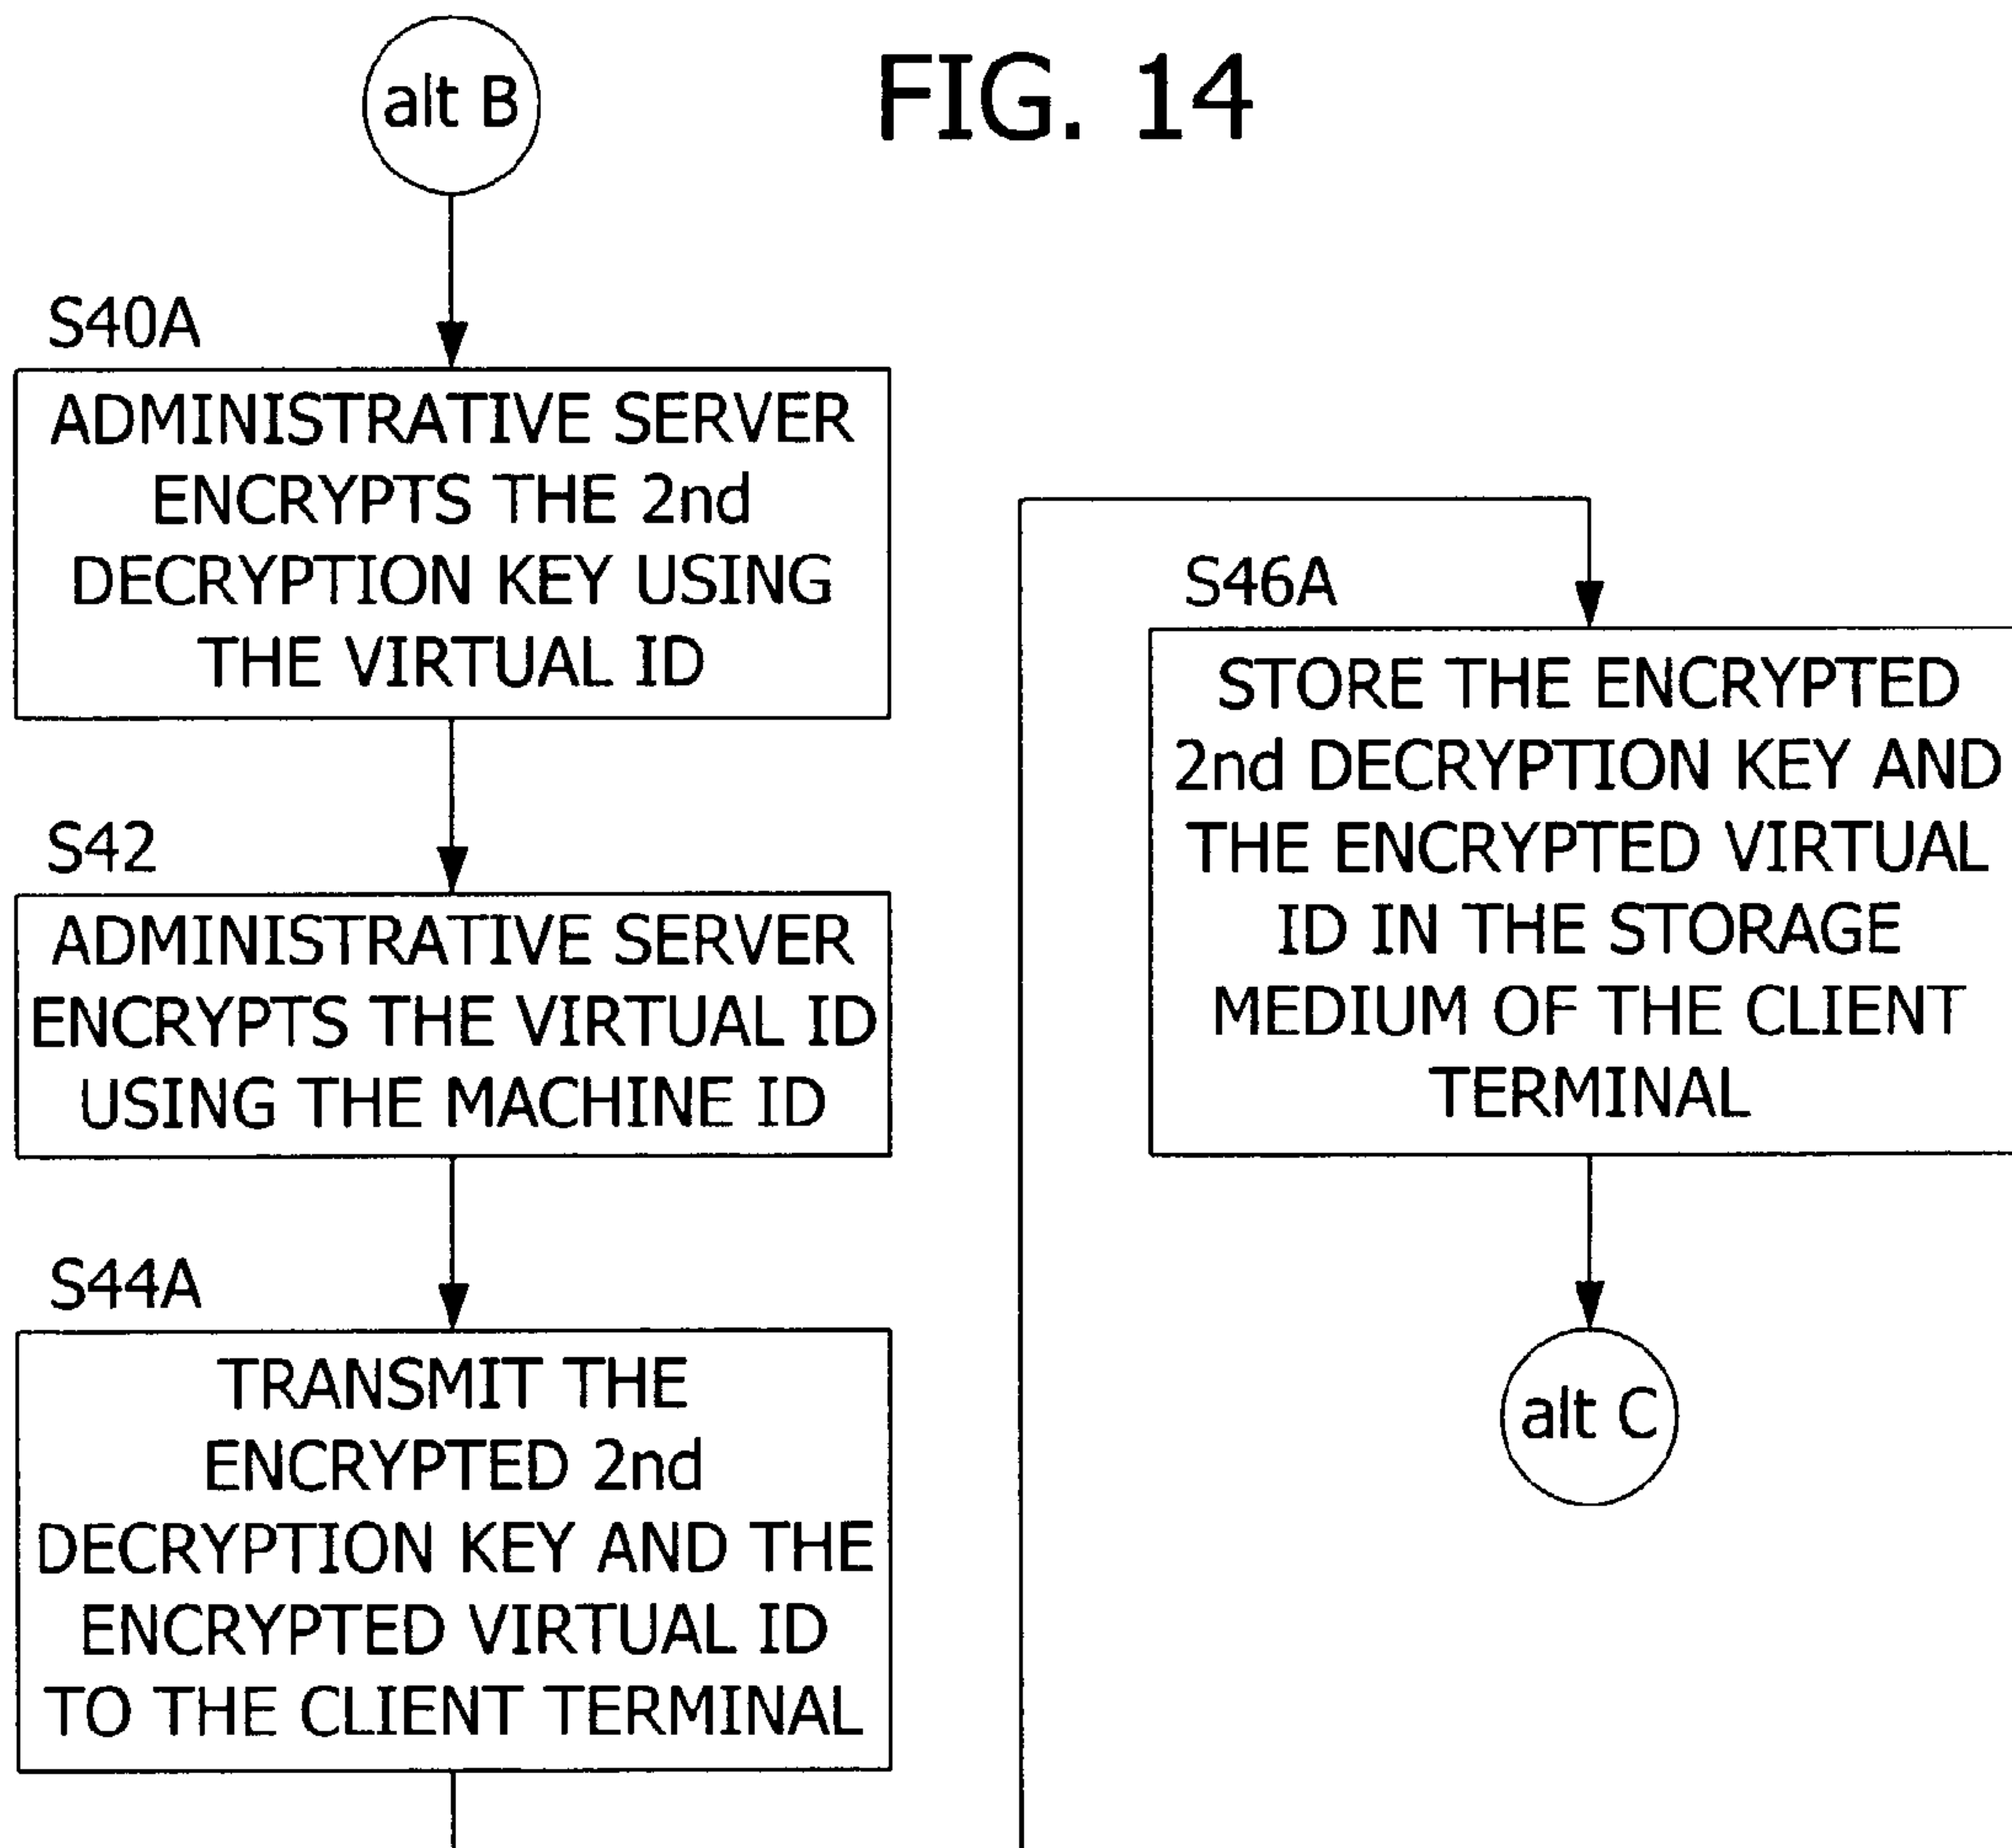 FIG. 14
alt B
S40A
ADMINISTRATIVE SERVER
ENCRYPTS THE 2nd
DECRYPTION KEY USING
THE VIRTUAL ID
S42
ADMINISTRATIVE SERVER
ENCRYPTS THE VIRTUAL ID
USING THE MACHINE ID
S44A
TRANSMIT THE
ENCRYPTED 2nd
DECRYPTION KEY AND THE
ENCRYPTED VIRTUAL ID
TO THE CLIENT TERMINAL
S46A
STORE THE ENCRYPTED
2nd DECRYPTION KEY AND
THE ENCRYPTED VIRTUAL
ID IN THE STORAGE
MEDIUM OF THE CLIENT
TERMINAL
alt C